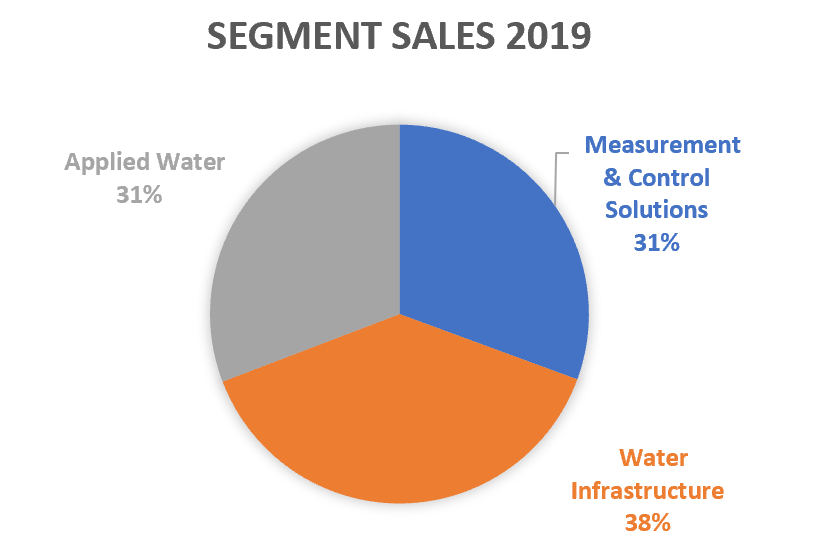 SEGMENT SALES 2019
Applied Water
31%
Measurement
& Control
Solutions
31%
Water
Infrastructure
38%